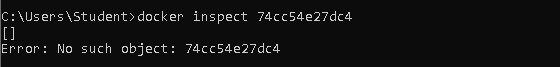 C:\Users\Student>docker inspect 74cc54e27dc4
[]
Error: No such object: 74cc54e27dc4